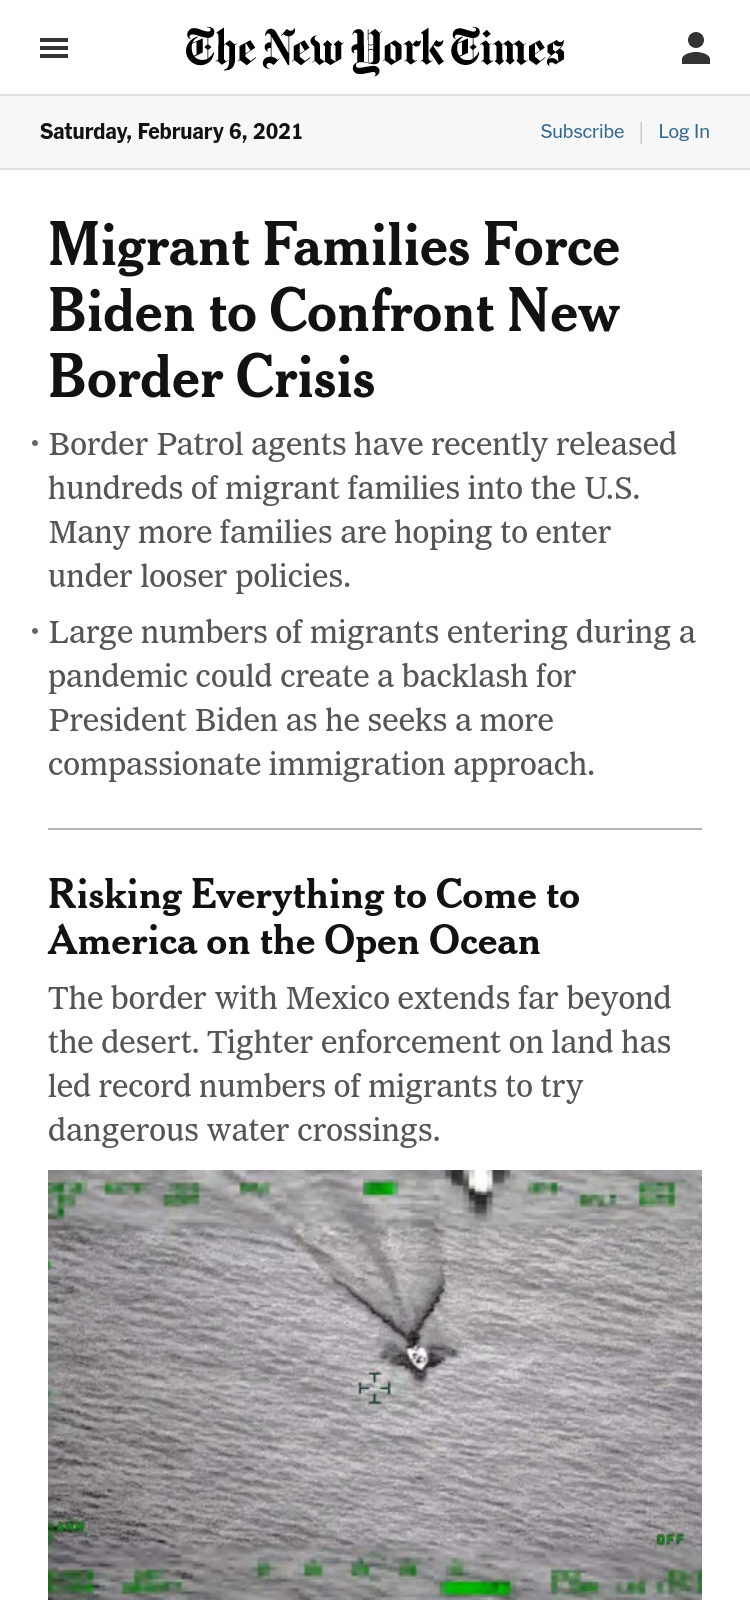 The New York Times
Saturday, February 6, 2021
Subscribe | Log In
Migrant Families Force
Biden to Confront New
Border Crisis
• Border Patrol agents have recently released
hundreds of migrant families into the U.S.
Many more families are hoping to enter
under looser policies.
• Large numbers of migrants entering during a
pandemic could create a backlash for
President Biden as he seeks a more
compassionate immigration approach.
Risking Everything to Come to
America on the Open Ocean
The border with Mexico extends far beyond
the desert. Tighter enforcement on land has
led record numbers of migrants to try
dangerous water crossings.
OFF